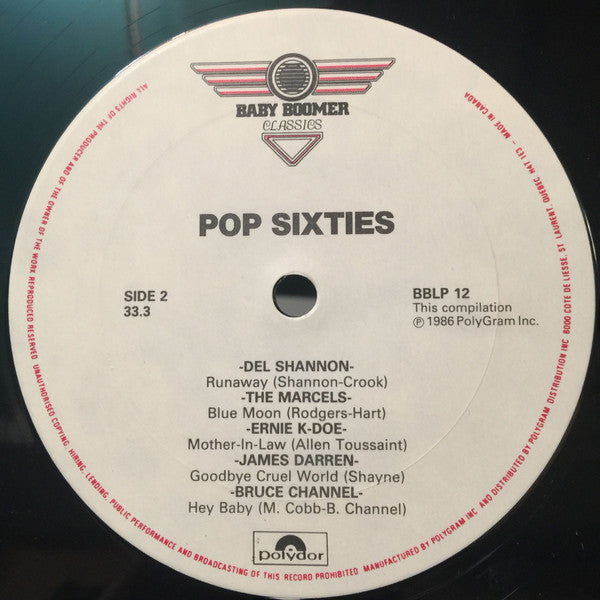 BABY BOOMER
CLASSICS
POP SIXTIES
SIDE 2
33.3
BBLP 12
This compilation
℗ 1986 PolyGram Inc.
-DEL SHANNON-
Runaway (Shannon-Crook)
-THE MARCELS-
Blue Moon (Rodgers-Hart)
-ERNIE K-DOE-
Mother-In-Law (Allen Toussaint)
-JAMES DARREN-
Goodbye Cruel World (Shayne)
-BRUCE CHANNEL-
Hey Baby (M. Cobb-B. Channel)
polydor
MANUFACTURED BY POLYGRAM INC AND DISTRIBUTED BY POLYGRAM DISTRIBUTION INC 6000 COTE DE LIESSE, ST LAURENT, QUEBEC H4T 1E3 – MADE IN CANADA
ALL RIGHTS OF THE PRODUCER AND OF THE OWNER OF THE WORK REPRODUCED RESERVED UNAUTHORISED COPYING, HIRING, LENDING, PUBLIC PERFORMANCE AND BROADCASTING OF THIS RECORD PROHIBITED